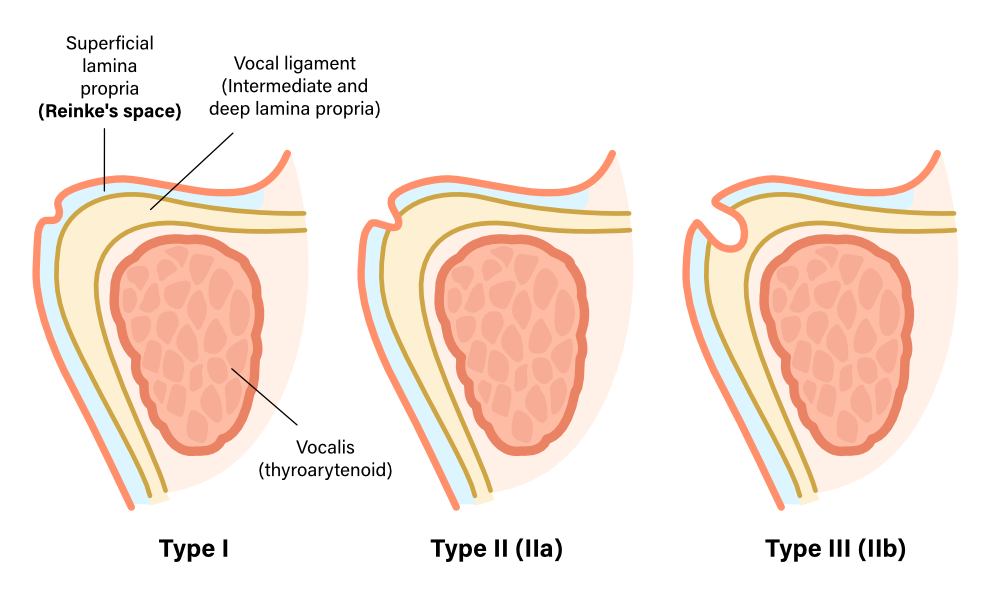 Superficial
lamina
propria
(Reinke's space)
Vocal ligament
(Intermediate and
deep lamina propria)
Vocalis
(thyroarytenoid)
Type I
Type II (IIa)
Type III (IIb)